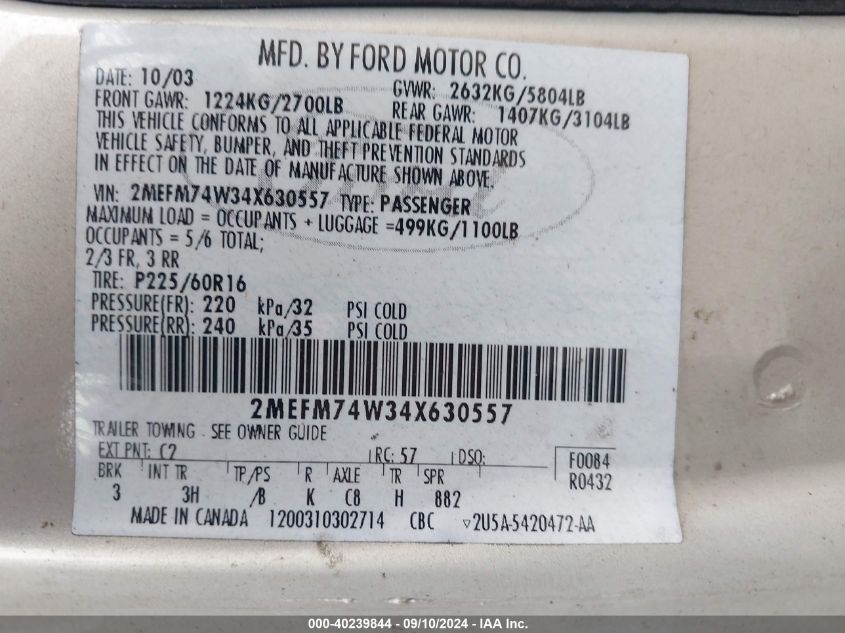 MFD. BY FORD MOTOR CO.
DATE: 10/03 GVWR: 2632KG/5804LB
FRONT GAWR: 1224KG/2700LB REAR GAWR: 1407KG/3104LB
THIS VEHICLE CONFORMS TO ALL APPLICABLE FEDERAL MOTOR
VEHICLE SAFETY, BUMPER, AND THEFT PREVENTION STANDARDS
IN EFFECT ON THE DATE OF MANUFACTURE SHOWN ABOVE.
VIN: 2MEFM74W34X630557 TYPE: PASSENGER
MAXIMUM LOAD = OCCUPANTS + LUGGAGE =499KG/1100LB
OCCUPANTS = 5/6 TOTAL;
2/3 FR, 3 RR
TIRE: P225/60R16
PRESSURE(FR): 220 kPa/32 PSI COLD
PRESSURE(RR): 240 kPa/35 PSI COLD
2MEFM74W34X630557
TRAILER TOWING - SEE OWNER GUIDE
EXT PNT: C2 RC: 57 DSO: F0084
BRK INT TR TP/PS R AXLE TR SPR R0432
3 3H /B K C8 H 882
MADE IN CANADA 1200310302714 CBC ▽2U5A-5420472-AA
000-40239844 - 09/10/2024 - IAA Inc.